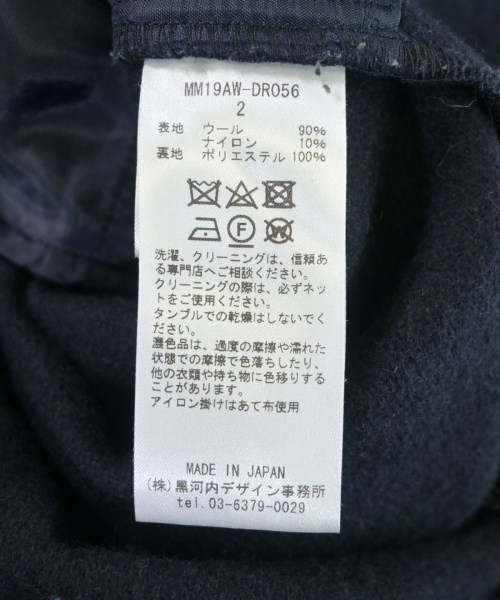 MM19AW-DR056
2
表地 ウール 90%
ナイロン 10%
裏地 ポリエステル 100%
F W
洗濯、クリーニングは、信頼あ
る専門店へご相談ください。
クリーニングの際は、必ずネッ
トをご使用ください。
タンブルでの乾燥はしないでく
ださい。
濃色品は、過度の摩擦や濡れた
状態での摩擦で色落ちしたり、
他の衣類や持ち物に色移りする
ことがあります。
アイロン掛けはあて布使用
MADE IN JAPAN
(株)黒河内デザイン事務所
tel.03-6379-0029